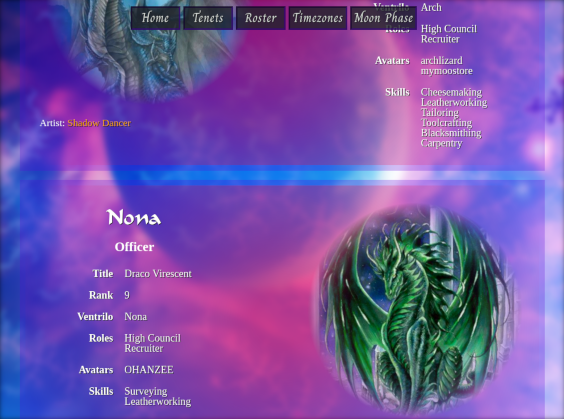 Home Tenets Roster Timezones Moon Phase
Ventrilo Arch
Roles High Council
Recruiter
Avatars archlizard
mymoostore
Skills Cheesemaking
Leatherworking
Tailoring
Toolcrafting
Blacksmithing
Carpentry
Artist: Shadow Dancer
Nona
Officer
Title Draco Virescent
Rank 9
Ventrilo Nona
Roles High Council
Recruiter
Avatars OHANZEE
Skills Surveying
Leatherworking